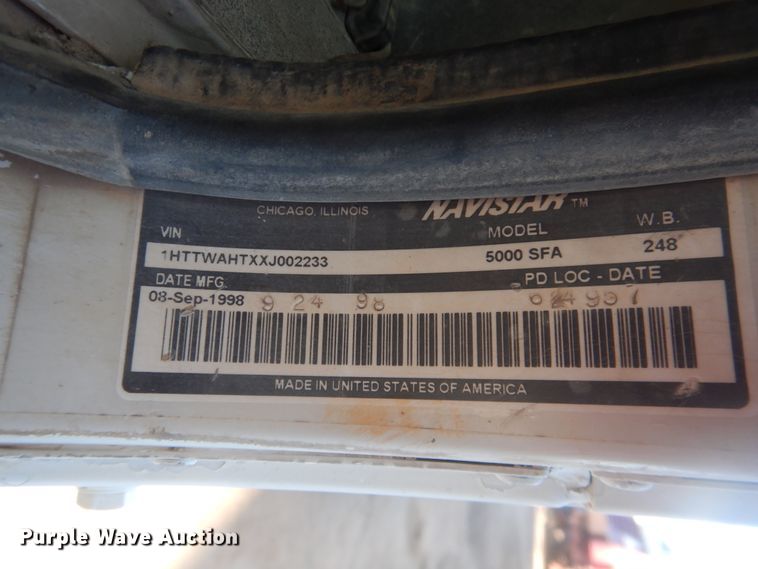 CHICAGO, ILLINOIS NAVISTAR TM
VIN MODEL W.B.
1HTTWAHTXXJ002233 5000 SFA 248
DATE MFG. PD LOC - DATE
08-Sep-1998 9 24 98 624937
MADE IN UNITED STATES OF AMERICA
Purple Wave Auction